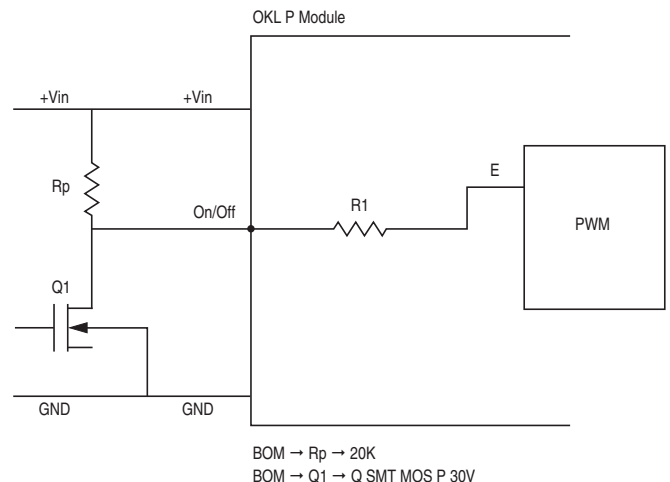 OKL P Module
+Vin +Vin
Rp
On/Off R1 E PWM
Q1
GND GND
BOM → Rp → 20K
BOM → Q1 → Q SMT MOS P 30V